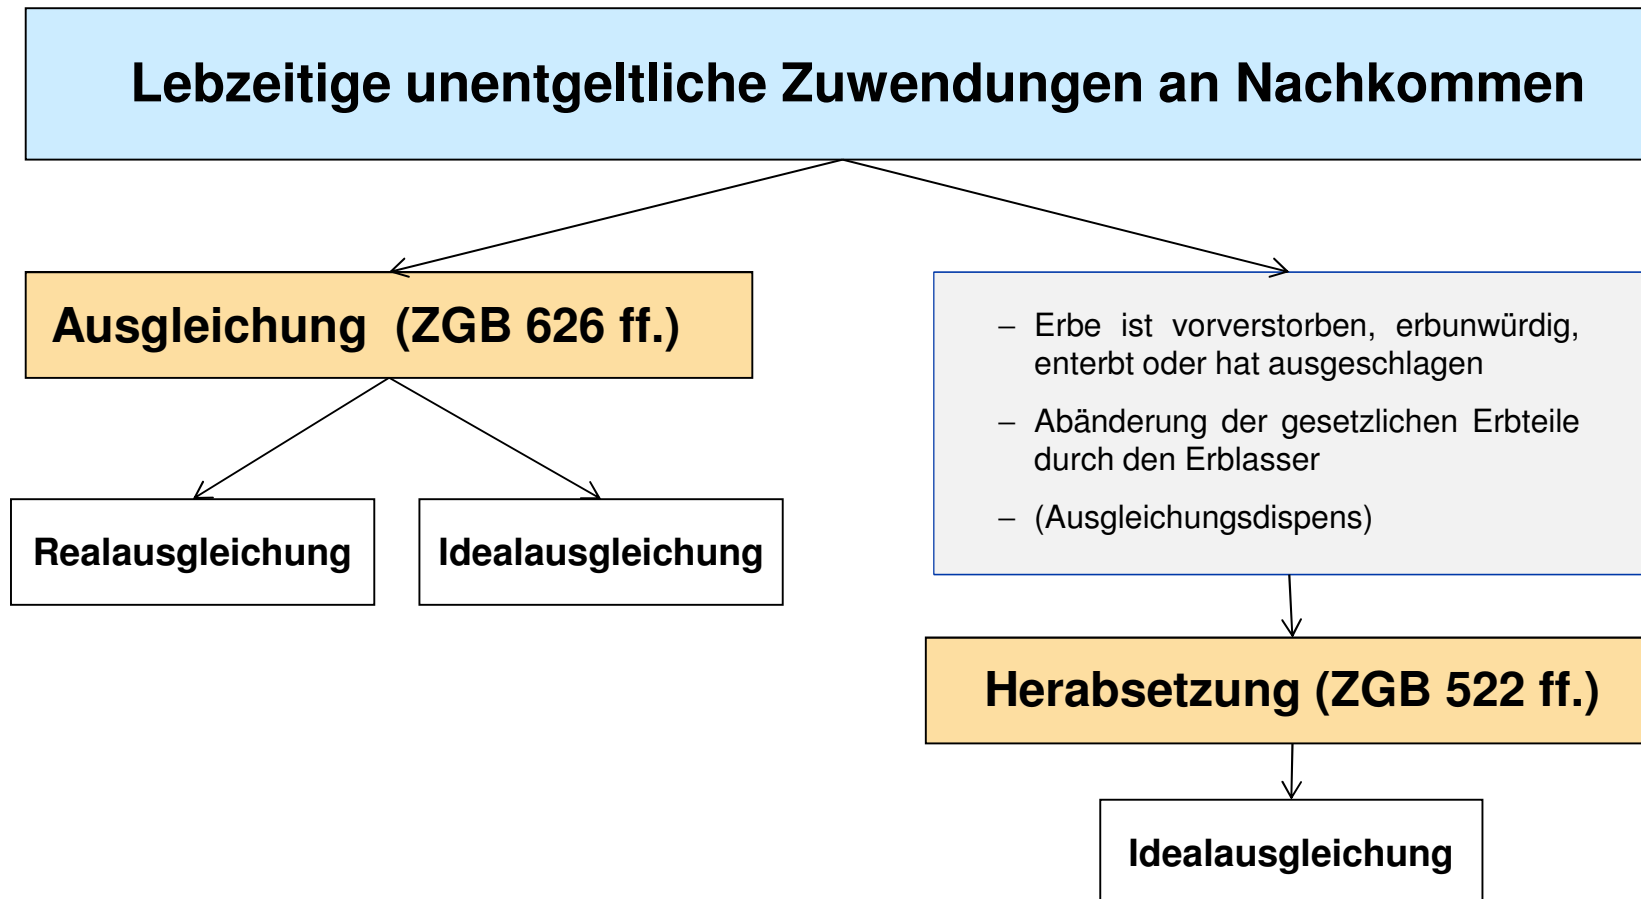 Lebzeitige unentgeltliche Zuwendungen an Nachkommen
Ausgleichung (ZGB 626 ff.)
Realausgleichung
Idealausgleichung
– Erbe ist vorverstorben, erbunwürdig,
enterbt oder hat ausgeschlagen
– Abänderung der gesetzlichen Erbteile
durch den Erblasser
– (Ausgleichungsdispens)
Herabsetzung (ZGB 522 ff.)
Idealausgleichung